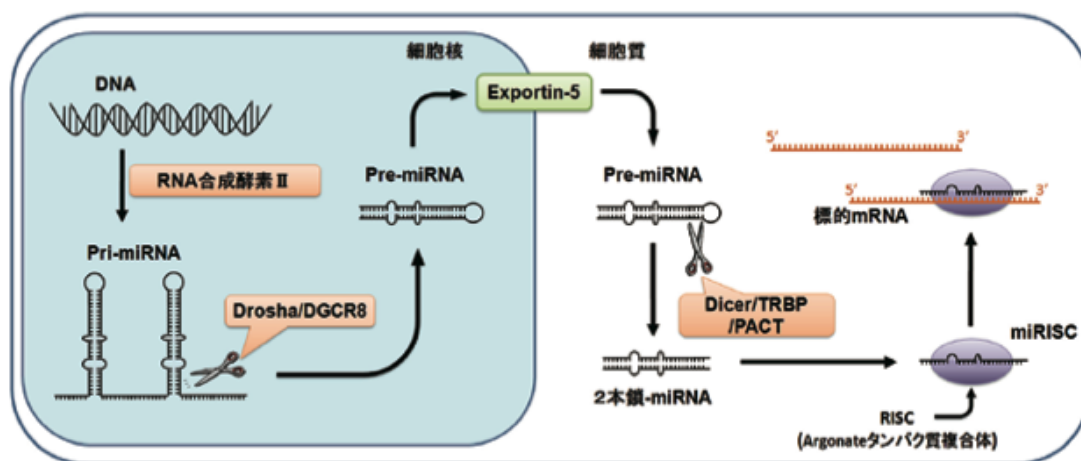 細胞核
細胞質
DNA
Exportin-5
RNA合成酵素Ⅱ
Pre-miRNA
Pre-miRNA
5′
3′
5′
3′
標的mRNA
Pri-miRNA
Drosha/DGCR8
Dicer/TRBP
/PACT
miRISC
2本鎖-miRNA
RISC
(Argonateタンパク質複合体)